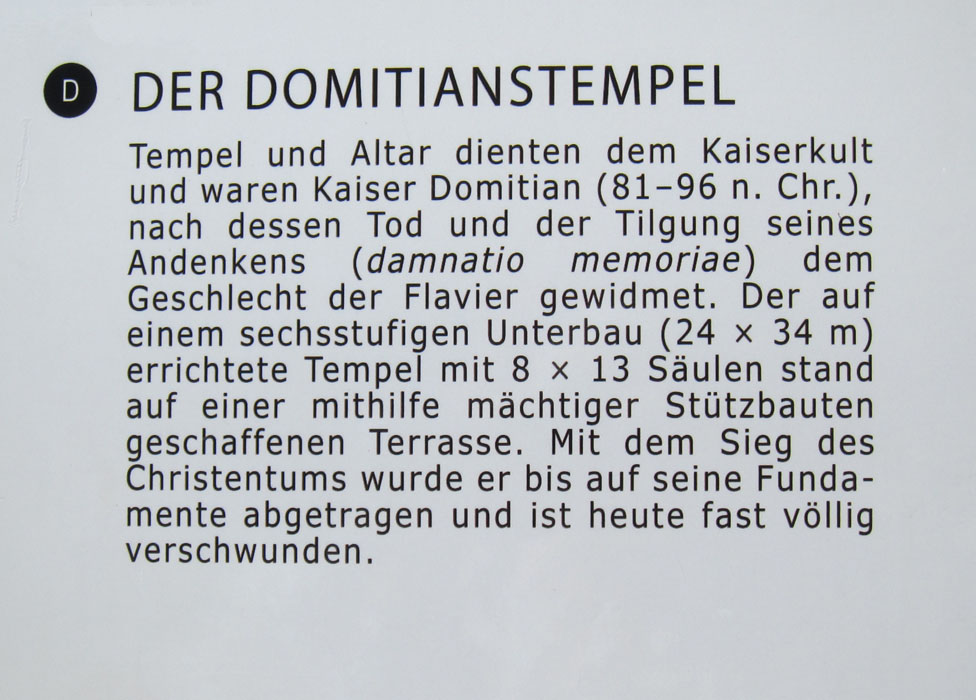 D
DER DOMITIANSTEMPEL
Tempel und Altar dienten dem Kaiserkult
und waren Kaiser Domitian (81–96 n. Chr.),
nach dessen Tod und der Tilgung seines
Andenkens (damnatio memoriae) dem
Geschlecht der Flavier gewidmet. Der auf
einem sechsstufigen Unterbau (24 × 34 m)
errichtete Tempel mit 8 × 13 Säulen stand
auf einer mithilfe mächtiger Stützbauten
geschaffenen Terrasse. Mit dem Sieg des
Christentums wurde er bis auf seine Funda-
mente abgetragen und ist heute fast völlig
verschwunden.